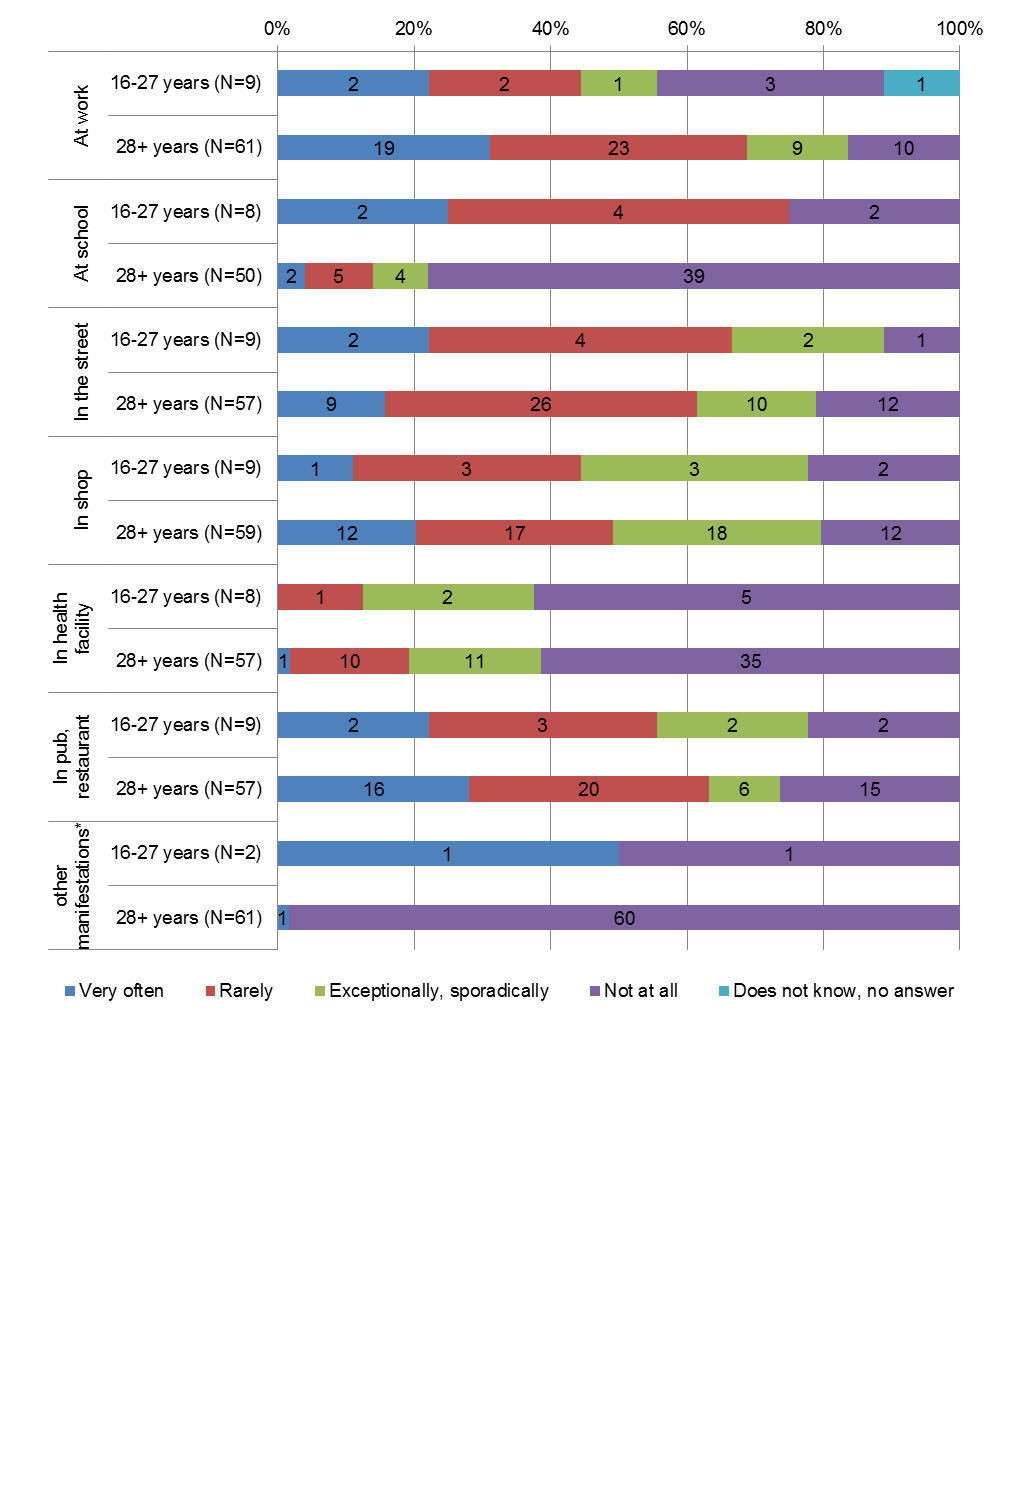 0% 20% 40% 60% 80% 100%
At work
16-27 years (N=9) 2 2 1 3 1
28+ years (N=61) 19 23 9 10
At school
16-27 years (N=8) 2 4 2
28+ years (N=50) 2 5 4 39
In the street
16-27 years (N=9) 2 4 2 1
28+ years (N=57) 9 26 10 12
In shop
16-27 years (N=9) 1 3 3 2
28+ years (N=59) 12 17 18 12
In health
facility
16-27 years (N=8) 1 2 5
28+ years (N=57) 1 10 11 35
In pub,
restaurant
16-27 years (N=9) 2 3 2 2
28+ years (N=57) 16 20 6 15
other
manifestations*
16-27 years (N=2) 1 1
28+ years (N=61) 1 60
Very often Rarely Exceptionally, sporadically Not at all Does not know, no answer